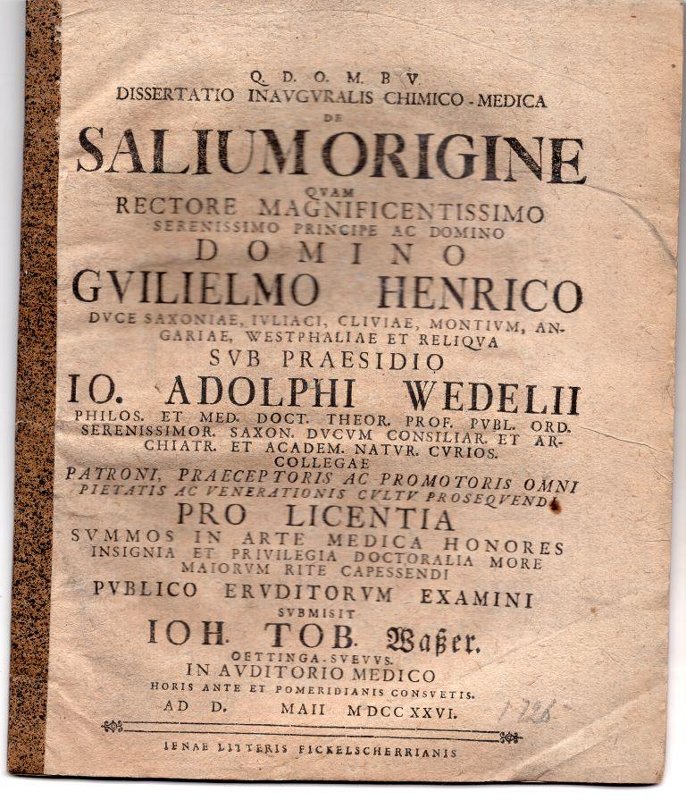 Q. D. O. M. B V.
DISSERTATIO INAVGVRALIS CHIMICO-MEDICA
DE
SALIUM ORIGINE
QVAM
RECTORE MAGNIFICENTISSIMO
SERENISSIMO PRINCIPE AC DOMINO
DOMINO
GVILIELMO HENRICO
DVCE SAXONIAE, IVLIACI, CLIVIAE, MONTIVM, AN-
GARIAE, WESTPHALIAE ET RELIQVA
SVB PRAESIDIO
IO. ADOLPHI WEDELII
PHILOS. ET MED. DOCT. THEOR. PROF. PVBL. ORD.
SERENISSIMOR. SAXON. DVCVM CONSILIAR. ET AR-
CHIATR. ET ACADEM. NATVR. CVRIOS.
COLLEGAE
PATRONI, PRAECEPTORIS AC PROMOTORIS OMNI
PIETATIS AC VENERATIONIS CVLTV PROSEQVENDI
PRO LICENTIA
SVMMOS IN ARTE MEDICA HONORES
INSIGNIA ET PRIVILEGIA DOCTORALIA MORE
MAIORVM RITE CAPESSENDI
PVBLICO ERVDITORVM EXAMINI
SVBMISIT
IOH. TOB. Waßer.
OETTINGA-SVEVVS.
IN AVDITORIO MEDICO
HORIS ANTE ET POMERIDIANIS CONSVETIS.
AD D. MAII MDCCXXVI.
1726
IENAE LITTERIS FICKELSCHERRIANIS